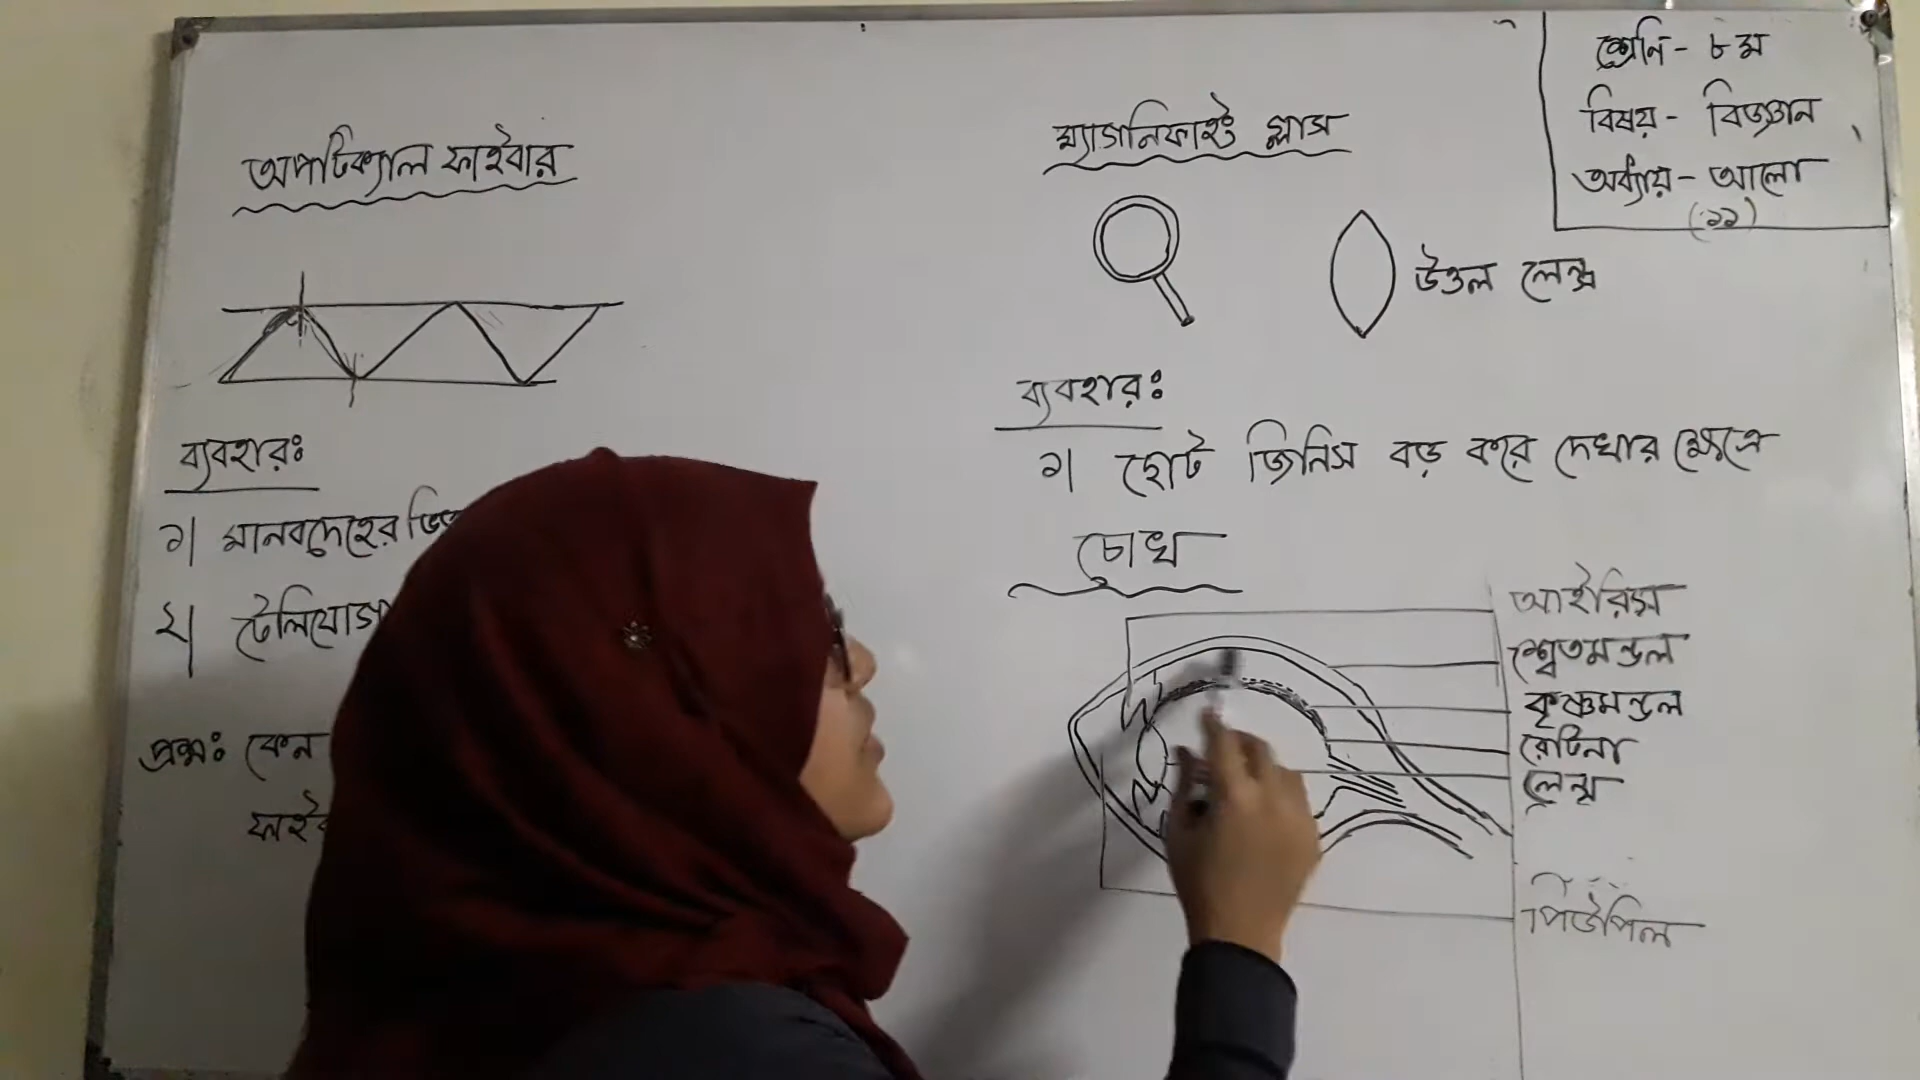 অপটিক্যাল ফাইবার
ব্যবহারঃ
১। মানবদেহের
২।
প্রশ্নঃ কেন
ম্যাগনিফাইং গ্লাস
উত্তল লেন্স
ব্যবহারঃ
১। ছোট জিনিস বড় করে দেখার ক্ষেত্রে
চোখ
আইরিস
শ্বেতমন্ডল
কৃষ্ণমন্ডল
রেটিনা
লেন্স
পিউপিল
শ্রেনি - ৮ম
বিষয় - বিজ্ঞান
অধ্যায় - আলো
(১১)